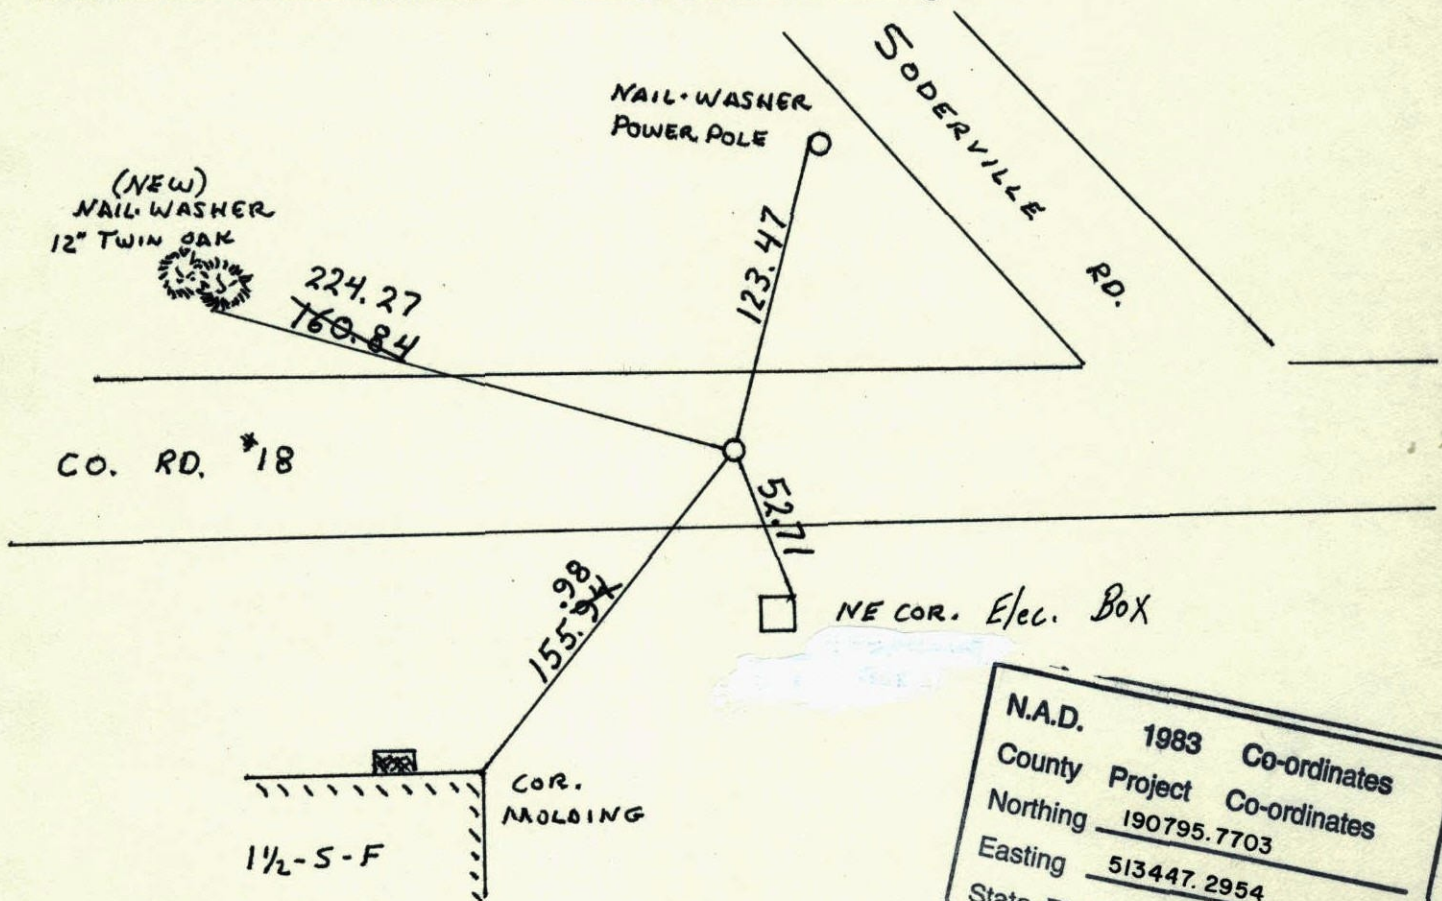 SODERVILLE RD.
NAIL-WASHER
POWER POLE
(NEW)
NAIL-WASHER
12" TWIN OAK
224.27
160.84
123.47
CO. RD. #18
52.71
.98
155.94
NE COR. Elec. BOX
COR.
MOLDING
1½-S-F
N.A.D. 1983 Co-ordinates
County Project Co-ordinates
Northing 190795.7703
Easting 513447.2954